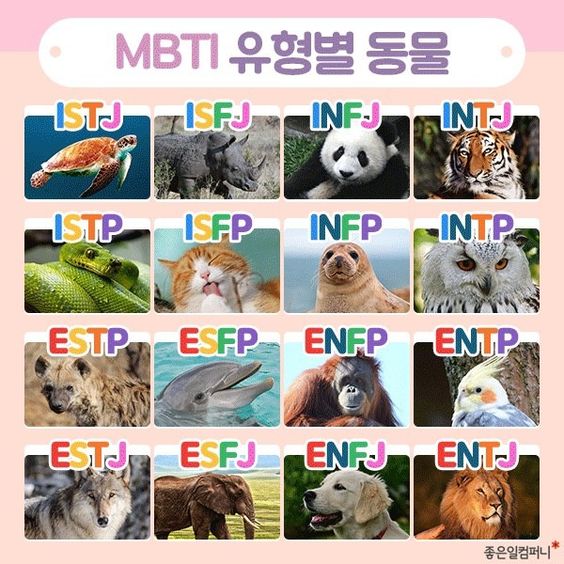 MBTI 유형별 동물
ISTJ ISFJ INFJ INTJ
ISTP ISFP INFP INTP
ESTP ESFP ENFP ENTP
ESTJ ESFJ ENFJ ENTJ
좋은일컴퍼니*